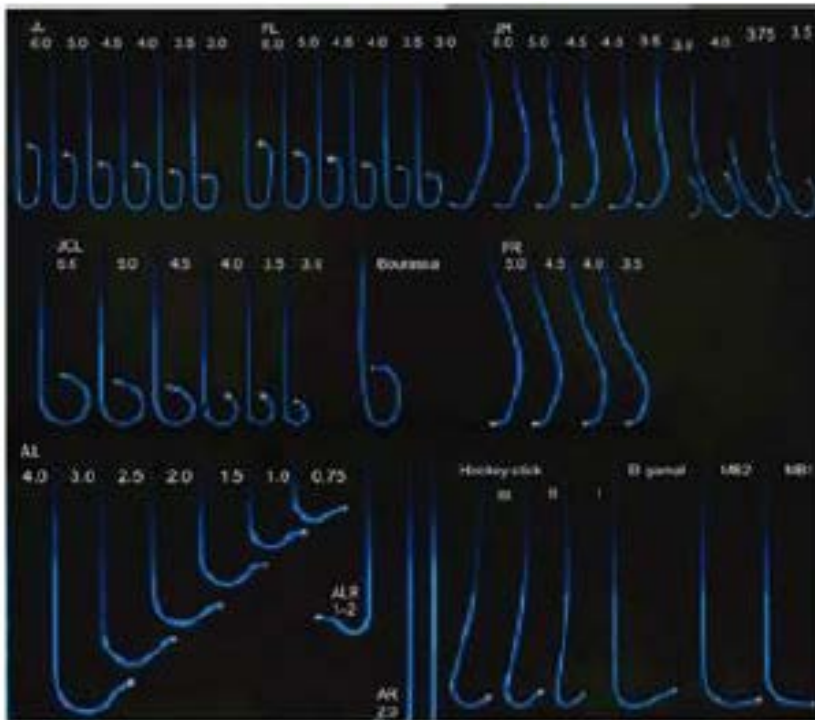 JL FL JR
6.0 5.0 4.5 4.0 3.5 3.0 6.0 5.0 4.5 4.0 3.5 3.0 6.0 5.0 4.5 4.0 3.5 4.0 3.75 3.5
JCL Bourassa FR
6.0 5.0 4.5 4.0 3.5 3.0 5.0 4.5 4.0 3.5
AL Hockey stick El gamal MB2 MB1
4.0 3.0 2.5 2.0 1.5 1.0 0.75 III II I
ALR
1-2
AR